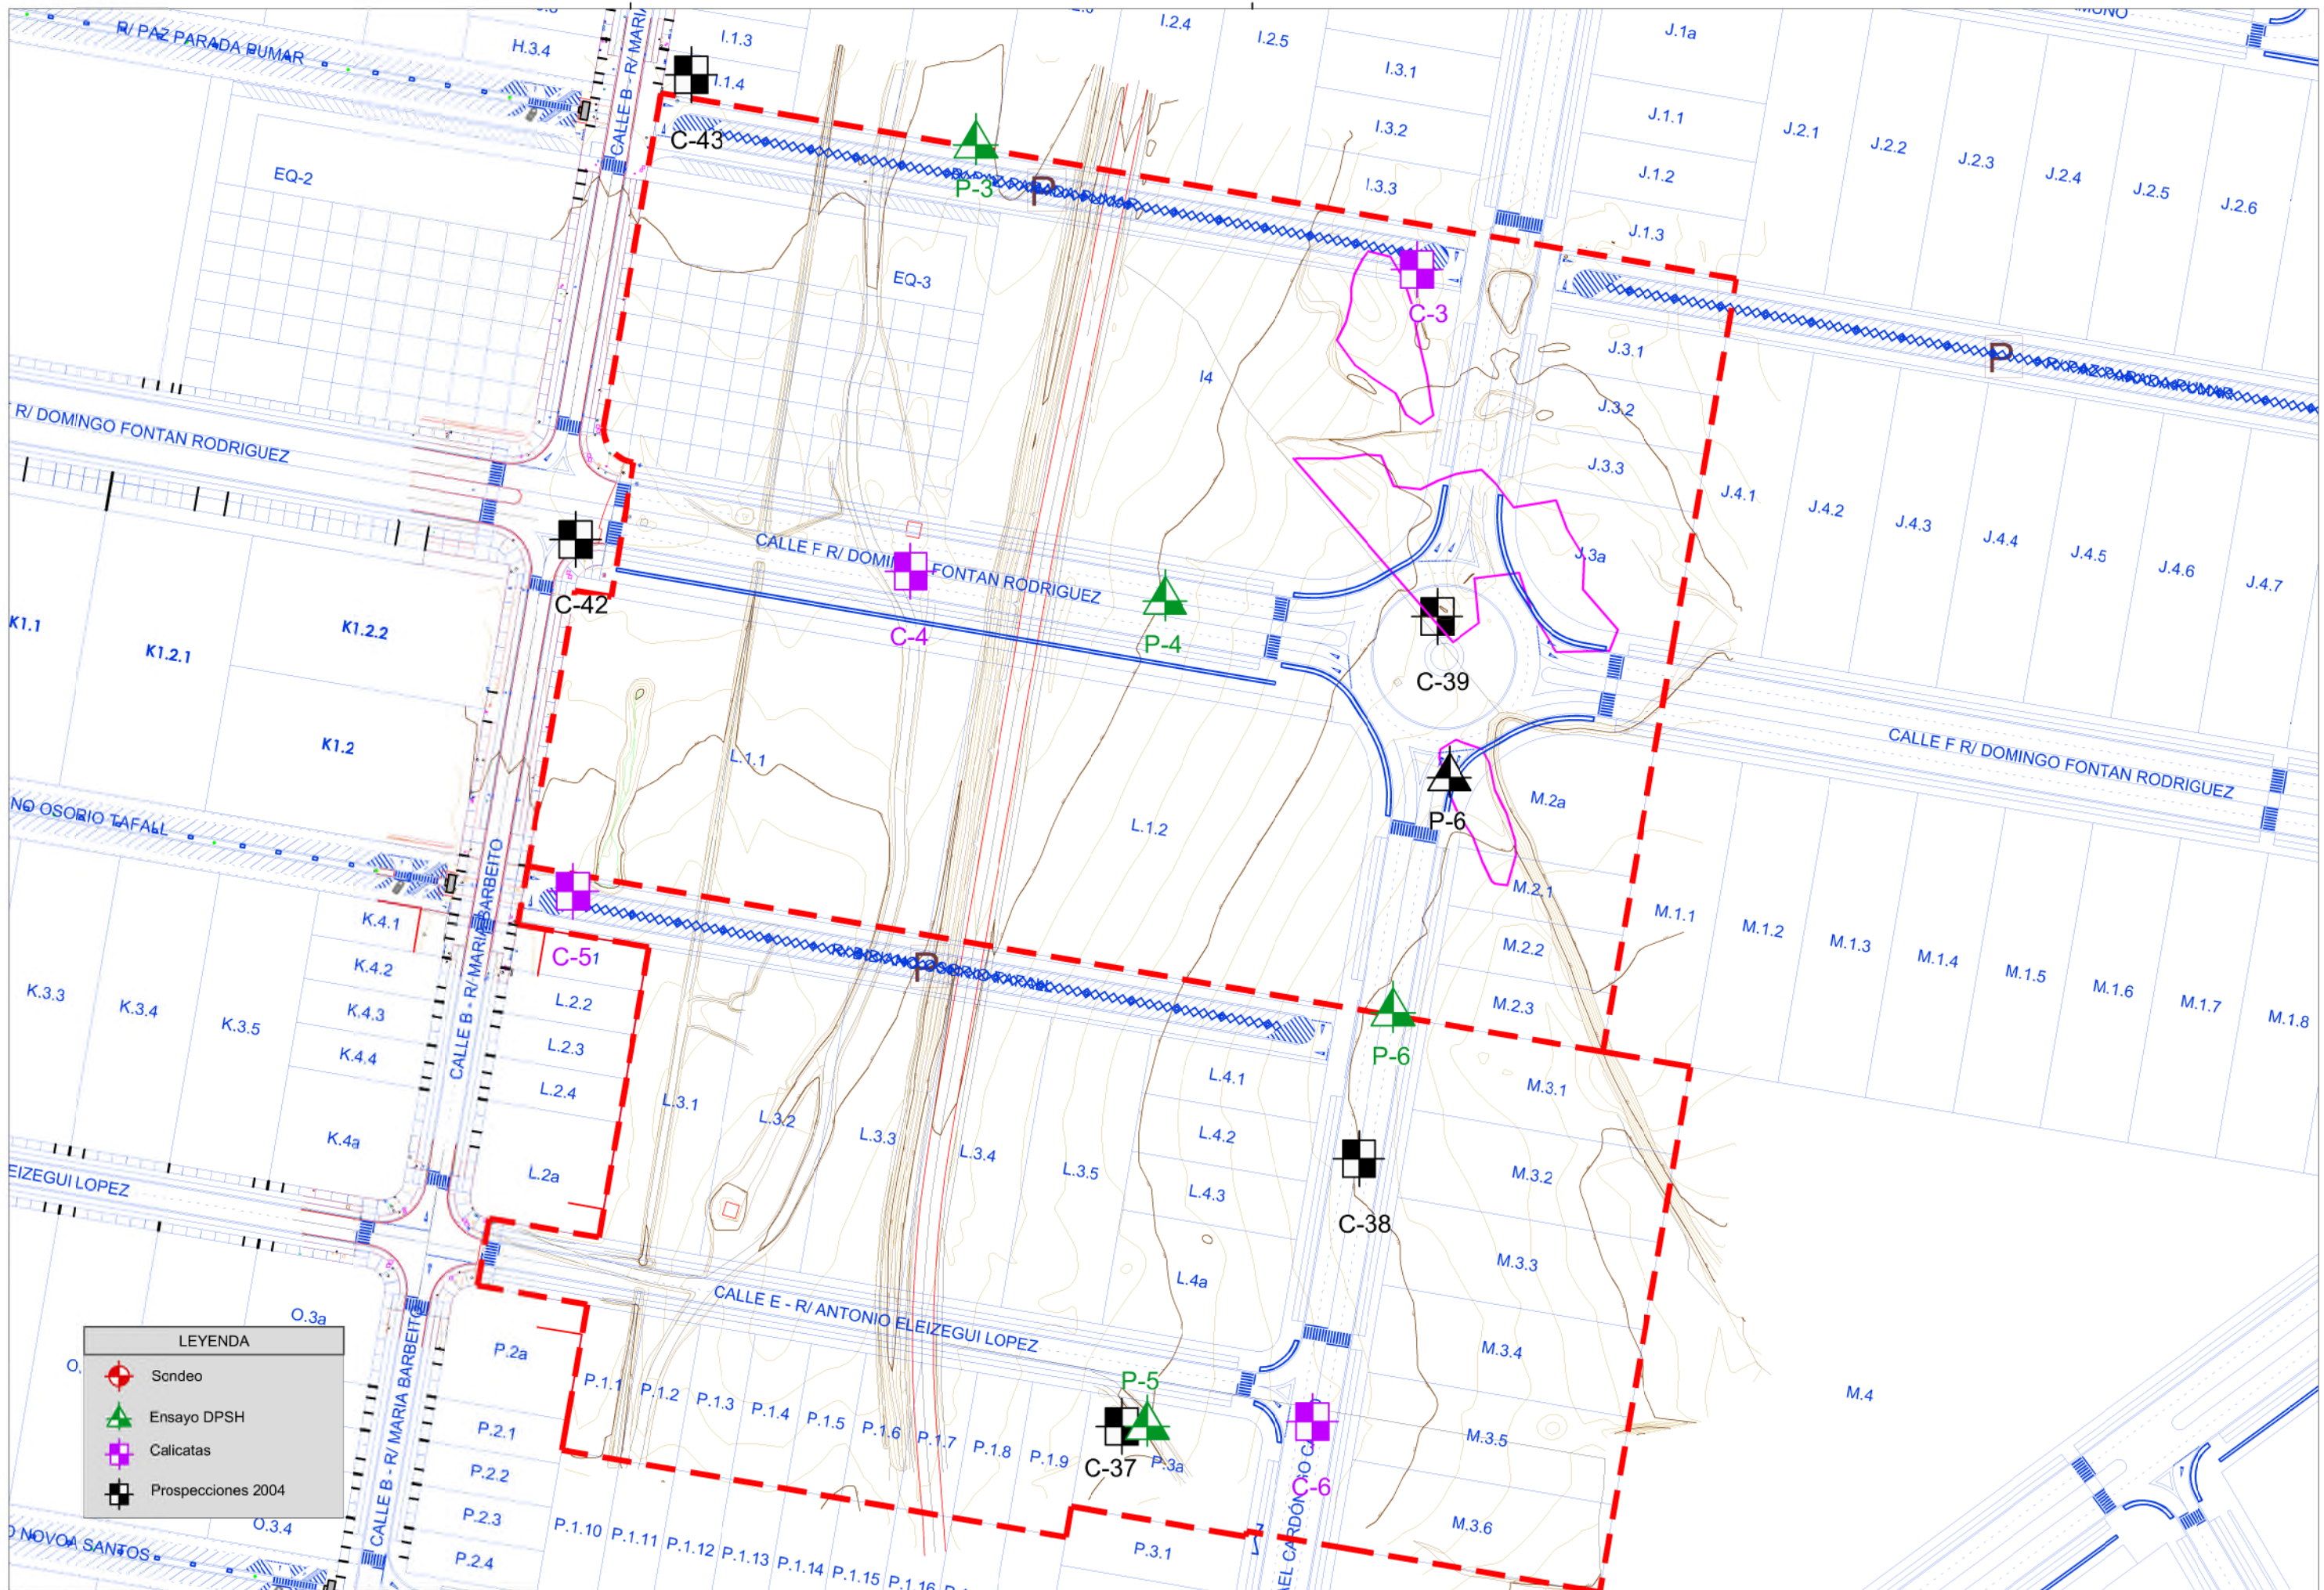 R/ PAZ PARADA PUMAR
H.3.4
CALLE B - R/ MARIA
I.1.3
I.1.4
I.2.4
I.2.5
I.3.1
I.3.2
I.3.3
J.1a
J.1.1
J.1.2
J.1.3
J.2.1
J.2.2
J.2.3
J.2.4
J.2.5
J.2.6
C-43
P-3
P
EQ-2
EQ-3
C-3
I4
J.3.1
J.3.2
J.3.3
J.3a
P
R/ PAZ PARADA PUMAR
J.4.1
J.4.2
J.4.3
J.4.4
J.4.5
J.4.6
J.4.7
R/ DOMINGO FONTAN RODRIGUEZ
C-42
CALLE F R/ DOMINGO FONTAN RODRIGUEZ
C-4
P-4
C-39
K1.1
K1.2.1
K1.2.2
K1.2
L.1.1
L.1.2
P-6
M.2a
M.2.1
M.2.2
M.2.3
CALLE F R/ DOMINGO FONTAN RODRIGUEZ
M.1.1
M.1.2
M.1.3
M.1.4
M.1.5
M.1.6
M.1.7
M.1.8
NO OSORIO TAFALL
CALLE B - R/ MARIA BARBEITO
C-5
1
P
P-6
K.3.3
K.3.4
K.3.5
K.4.1
K.4.2
K.4.3
K.4.4
K.4a
L.2.2
L.2.3
L.2.4
L.2a
L.3.1
L.3.2
L.3.3
L.3.4
L.3.5
L.4.1
L.4.2
L.4.3
L.4a
C-38
M.3.1
M.3.2
M.3.3
M.3.4
M.3.5
M.3.6
M.4
EIZEGUI LOPEZ
CALLE E - R/ ANTONIO ELEIZEGUI LOPEZ
O.3a
O.3.4
CALLE B - R/ MARIA BARBEITO
P.2a
P.2.1
P.2.2
P.2.3
P.2.4
P.1.1
P.1.2
P.1.3
P.1.4
P.1.5
P.1.6
P.1.7
P.1.8
P.1.9
P-5
C-37
P.3a
C-6
P.1.10
P.1.11
P.1.12
P.1.13
P.1.14
P.1.15
P.1.16
P.3.1
O NOVOA SANTOS
LEYENDA
Sondeo
Ensayo DPSH
Calicatas
Prospecciones 2004